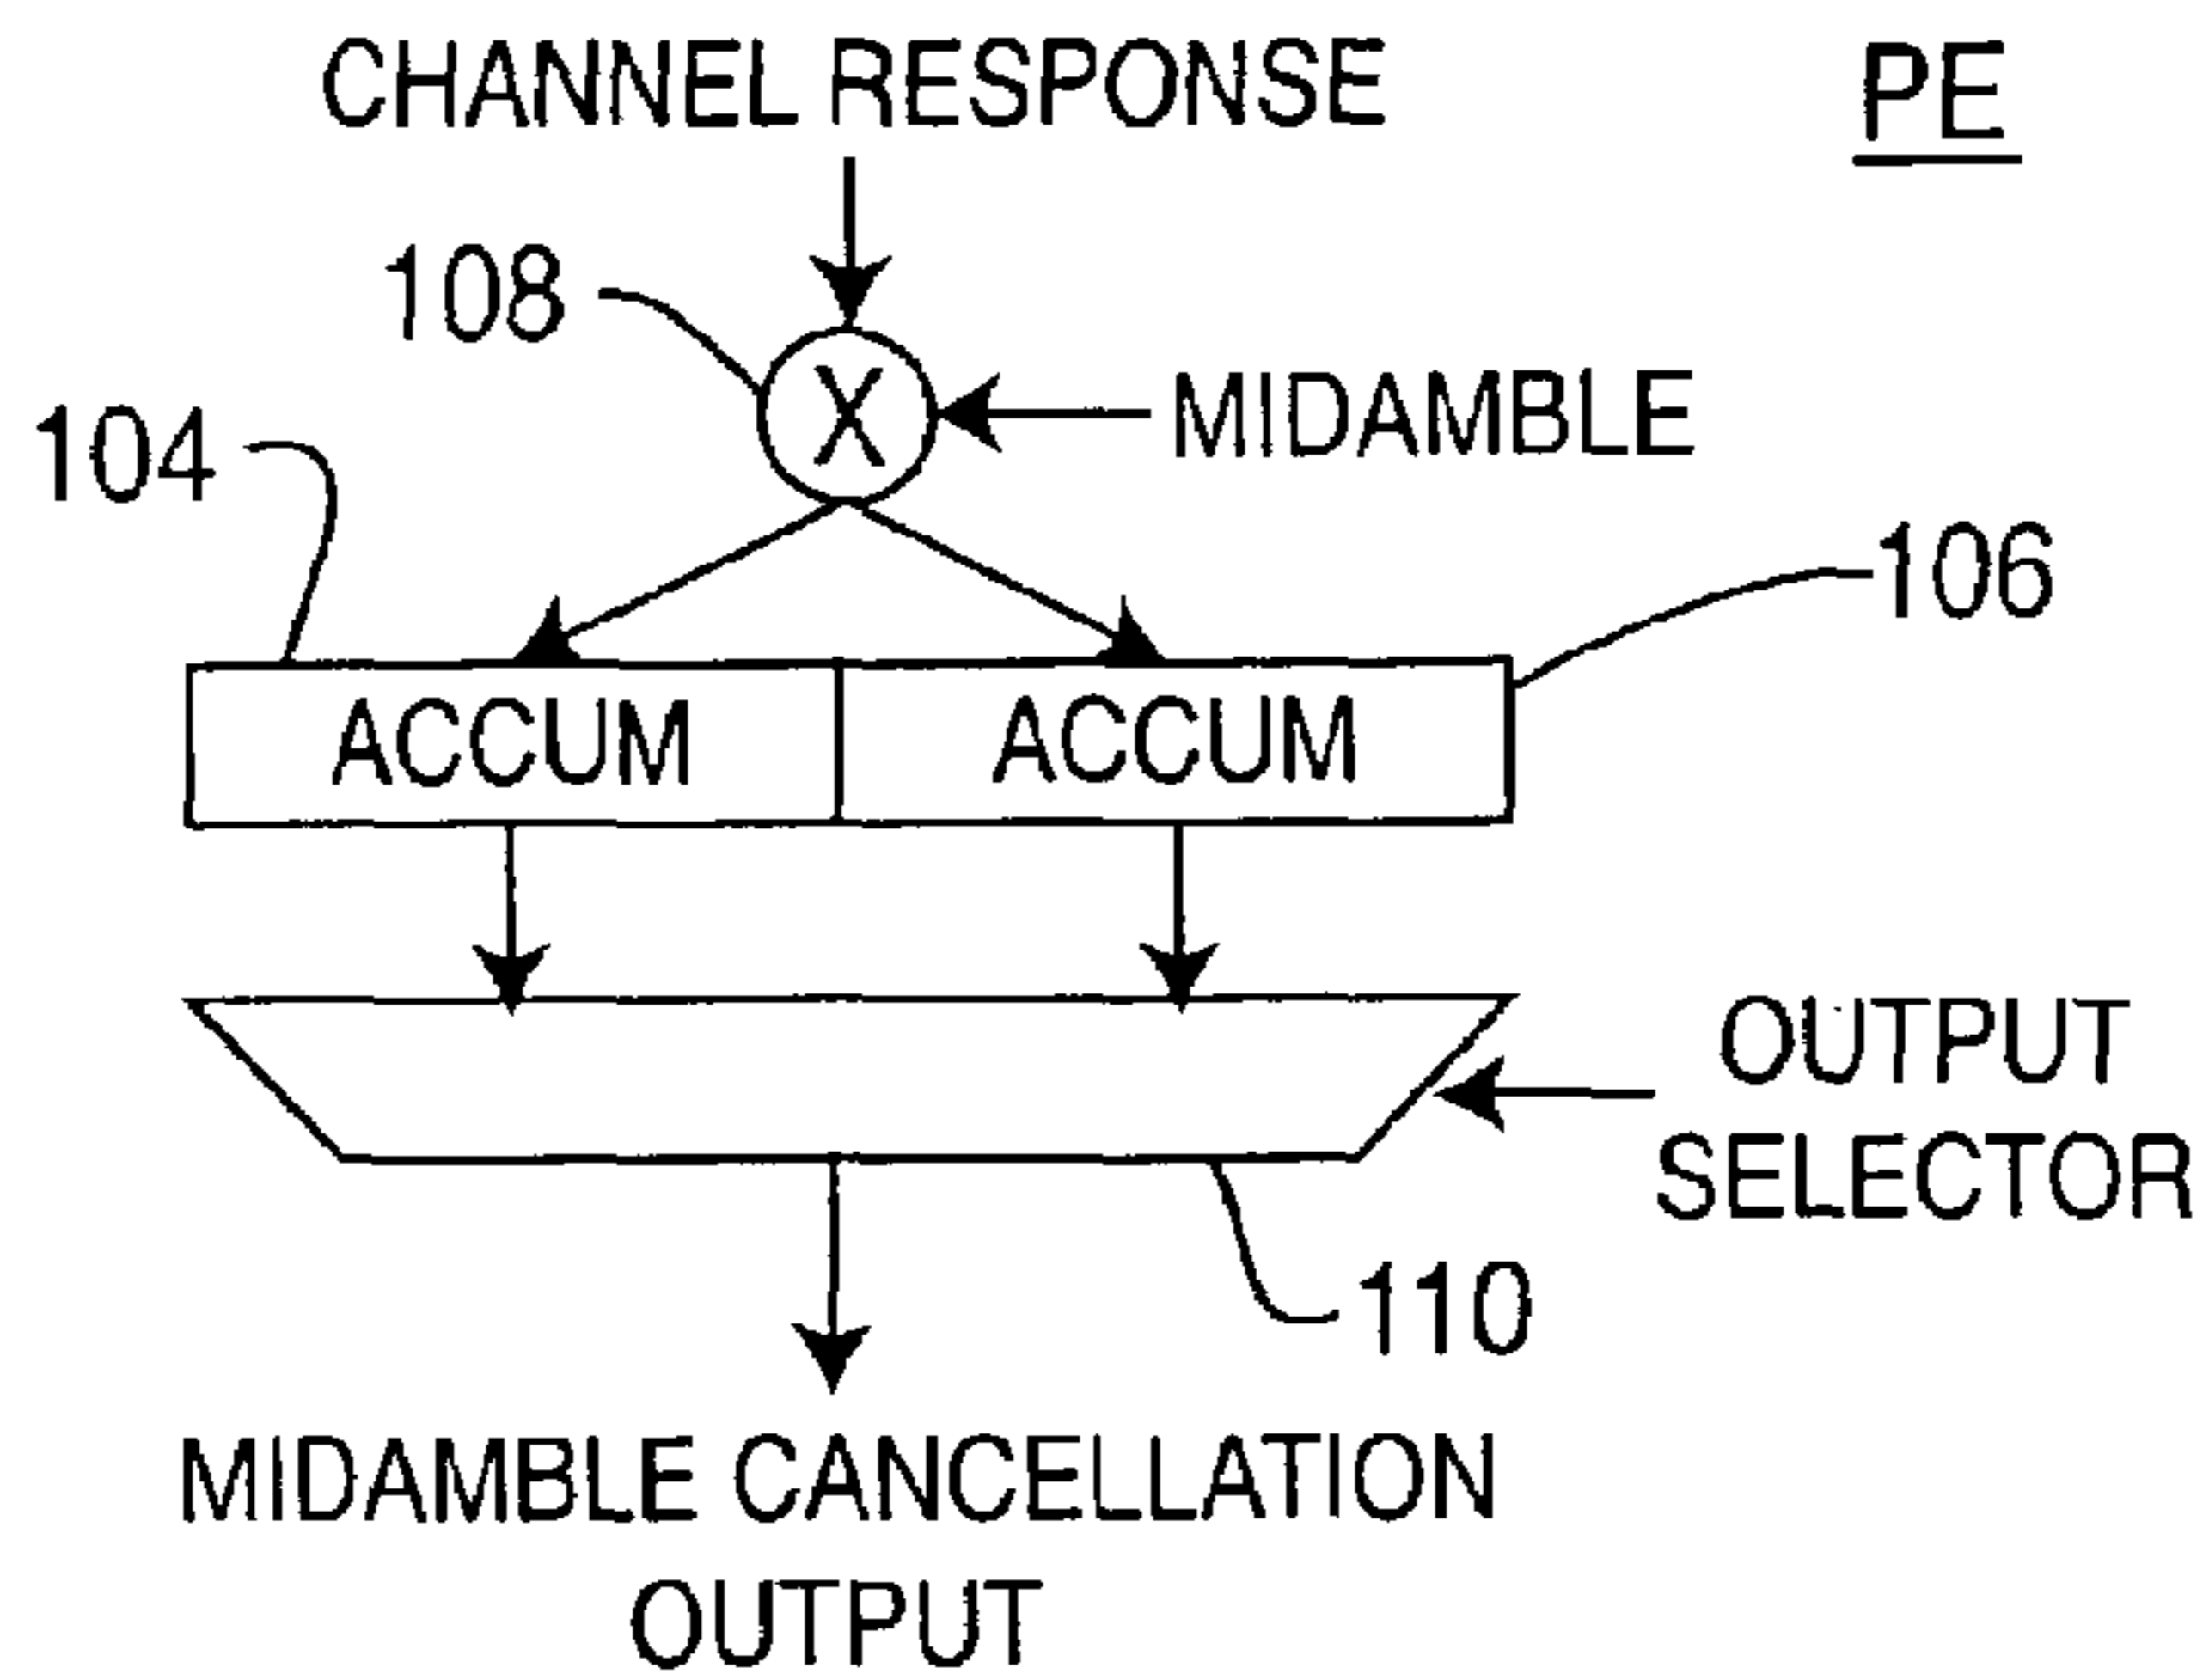 CHANNEL RESPONSE
PE
108
X
MIDAMBLE
104
106
ACCUM
ACCUM
OUTPUT
SELECTOR
110
MIDAMBLE CANCELLATION
OUTPUT